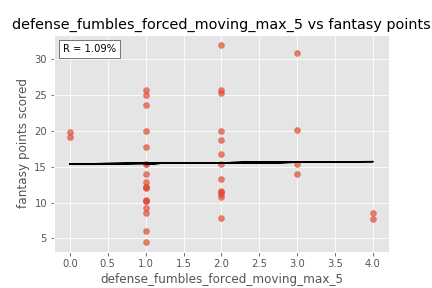 defense_fumbles_forced_moving_max_5 vs fantasy points
R = 1.09%
30
25
20
15
10
5
fantasy points scored
0.0 0.5 1.0 1.5 2.0 2.5 3.0 3.5 4.0
defense_fumbles_forced_moving_max_5